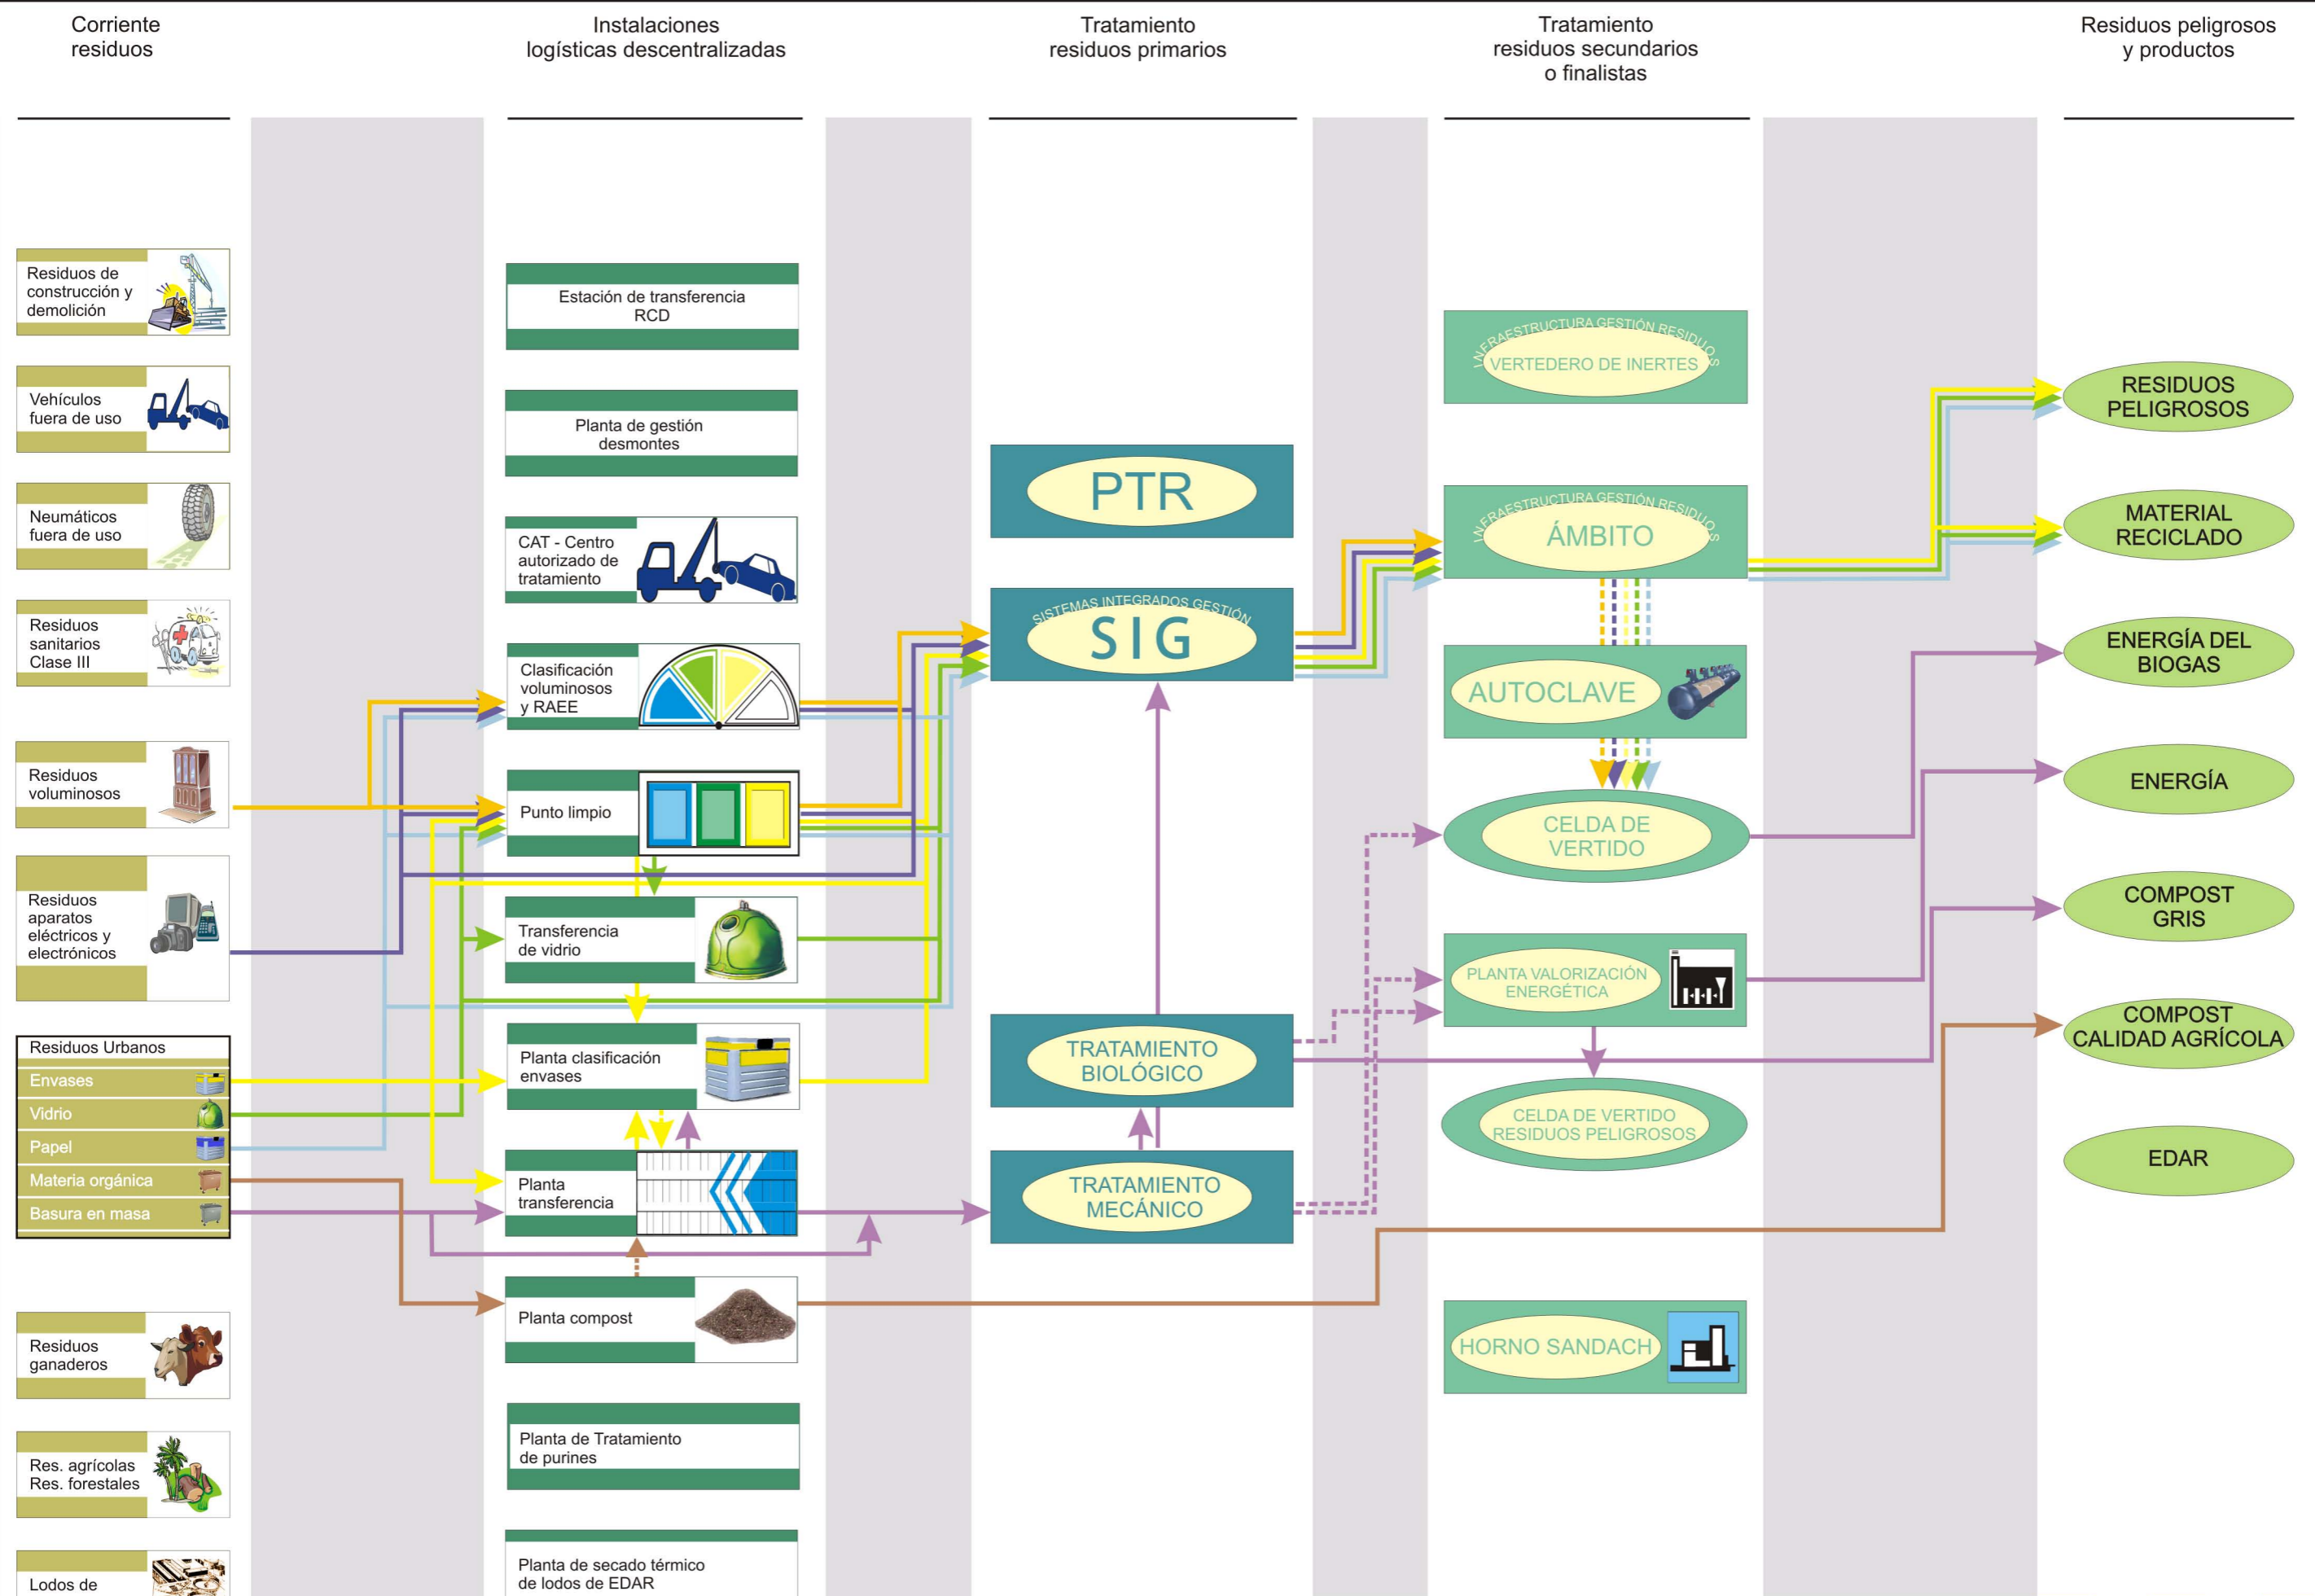 Corriente
residuos
Instalaciones
logísticas descentralizadas
Tratamiento
residuos primarios
Tratamiento
residuos secundarios
o finalistas
Residuos peligrosos
y productos
Residuos de
construcción y
demolición
Vehículos
fuera de uso
Neumáticos
fuera de uso
Residuos
sanitarios
Clase III
Residuos
voluminosos
Residuos
aparatos
eléctricos y
electrónicos
Residuos Urbanos
Envases
Vidrio
Papel
Materia orgánica
Basura en masa
Residuos
ganaderos
Res. agrícolas
Res. forestales
Lodos de
Estación de transferencia
RCD
Planta de gestión
desmontes
CAT - Centro
autorizado de
tratamiento
Clasificación
voluminosos
y RAEE
Punto limpio
Transferencia
de vidrio
Planta clasificación
envases
Planta
transferencia
Planta compost
Planta de Tratamiento
de purines
Planta de secado térmico
de lodos de EDAR
PTR
SISTEMAS INTEGRADOS GESTIÓN
SIG
TRATAMIENTO
BIOLÓGICO
TRATAMIENTO
MECÁNICO
INFRAESTRUCTURA GESTIÓN RESIDUOS
VERTEDERO DE INERTES
INFRAESTRUCTURA GESTIÓN RESIDUOS
ÁMBITO
AUTOCLAVE
CELDA DE
VERTIDO
PLANTA VALORIZACIÓN
ENERGÉTICA
CELDA DE VERTIDO
RESIDUOS PELIGROSOS
HORNO SANDACH
RESIDUOS
PELIGROSOS
MATERIAL
RECICLADO
ENERGÍA DEL
BIOGAS
ENERGÍA
COMPOST
GRIS
COMPOST
CALIDAD AGRÍCOLA
EDAR